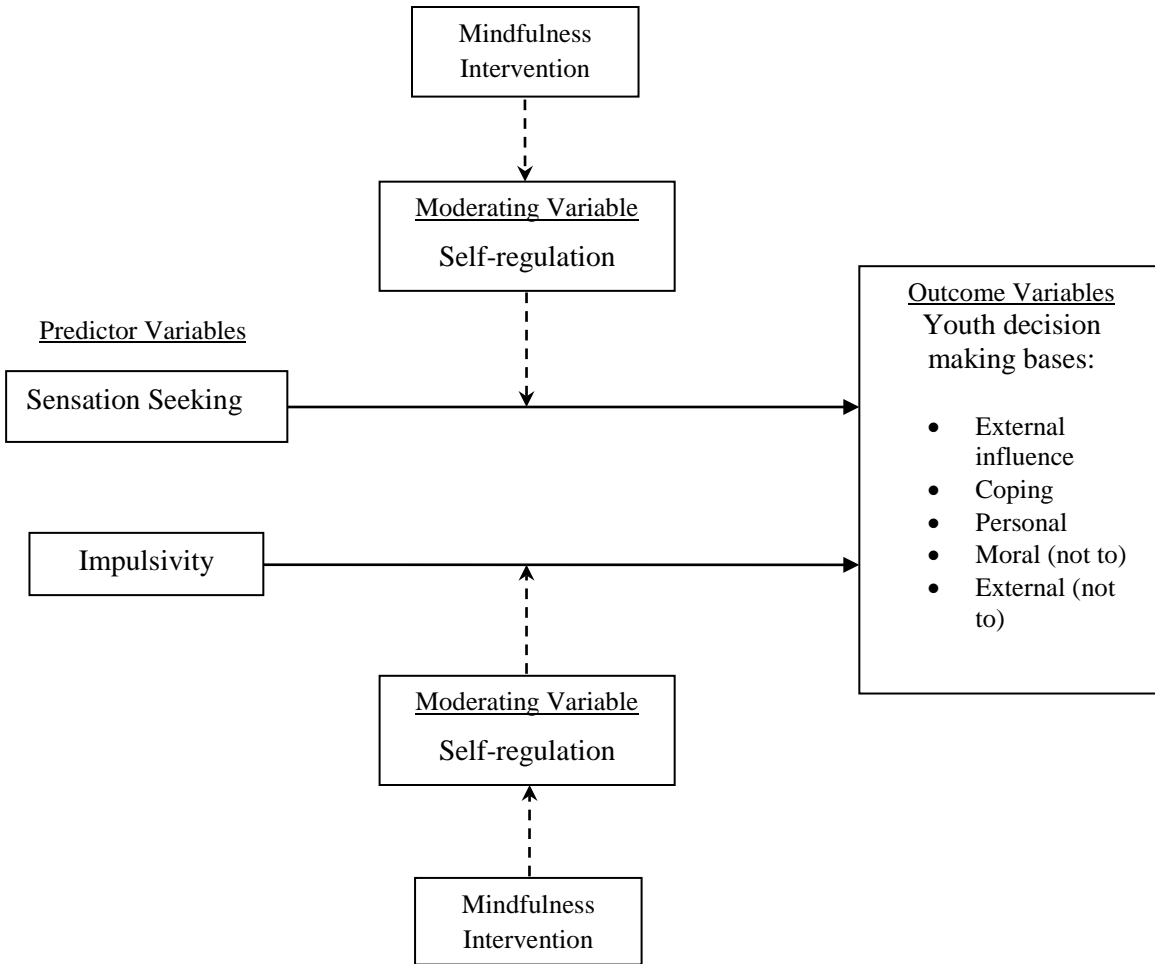 Mindfulness
Intervention
Moderating Variable
Self-regulation
Predictor Variables
Sensation Seeking
Outcome Variables
Youth decision
making bases:
• External
influence
• Coping
• Personal
• Moral (not to)
• External (not
to)
Impulsivity
Moderating Variable
Self-regulation
Mindfulness
Intervention